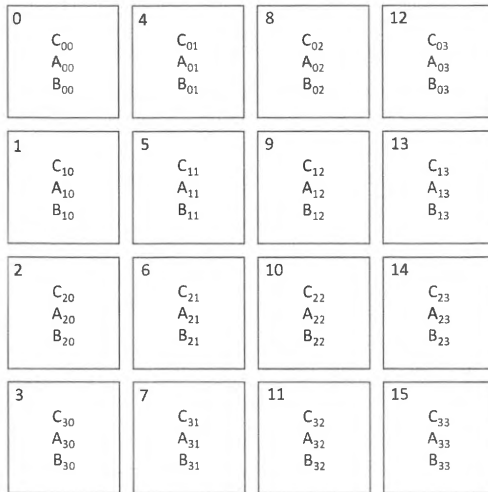 0
C₀₀
A₀₀
B₀₀
4
C₀₁
A₀₁
B₀₁
8
C₀₂
A₀₂
B₀₂
12
C₀₃
A₀₃
B₀₃
1
C₁₀
A₁₀
B₁₀
5
C₁₁
A₁₁
B₁₁
9
C₁₂
A₁₂
B₁₂
13
C₁₃
A₁₃
B₁₃
2
C₂₀
A₂₀
B₂₀
6
C₂₁
A₂₁
B₂₁
10
C₂₂
A₂₂
B₂₂
14
C₂₃
A₂₃
B₂₃
3
C₃₀
A₃₀
B₃₀
7
C₃₁
A₃₁
B₃₁
11
C₃₂
A₃₂
B₃₂
15
C₃₃
A₃₃
B₃₃